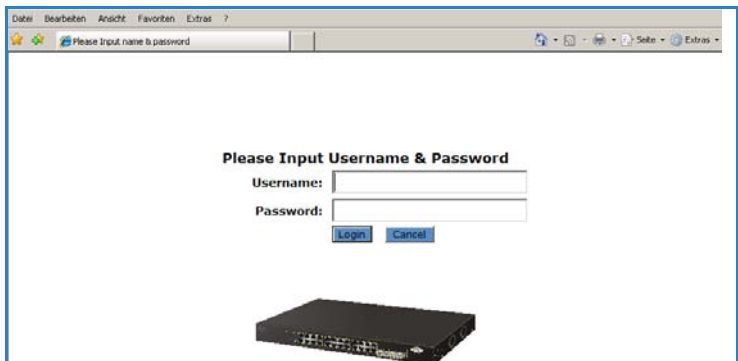 Datei Bearbeiten Ansicht Favoriten Extras ?
Please Input name & password
Seite Extras
Please Input Username & Password
Username:
Password:
Login Cancel